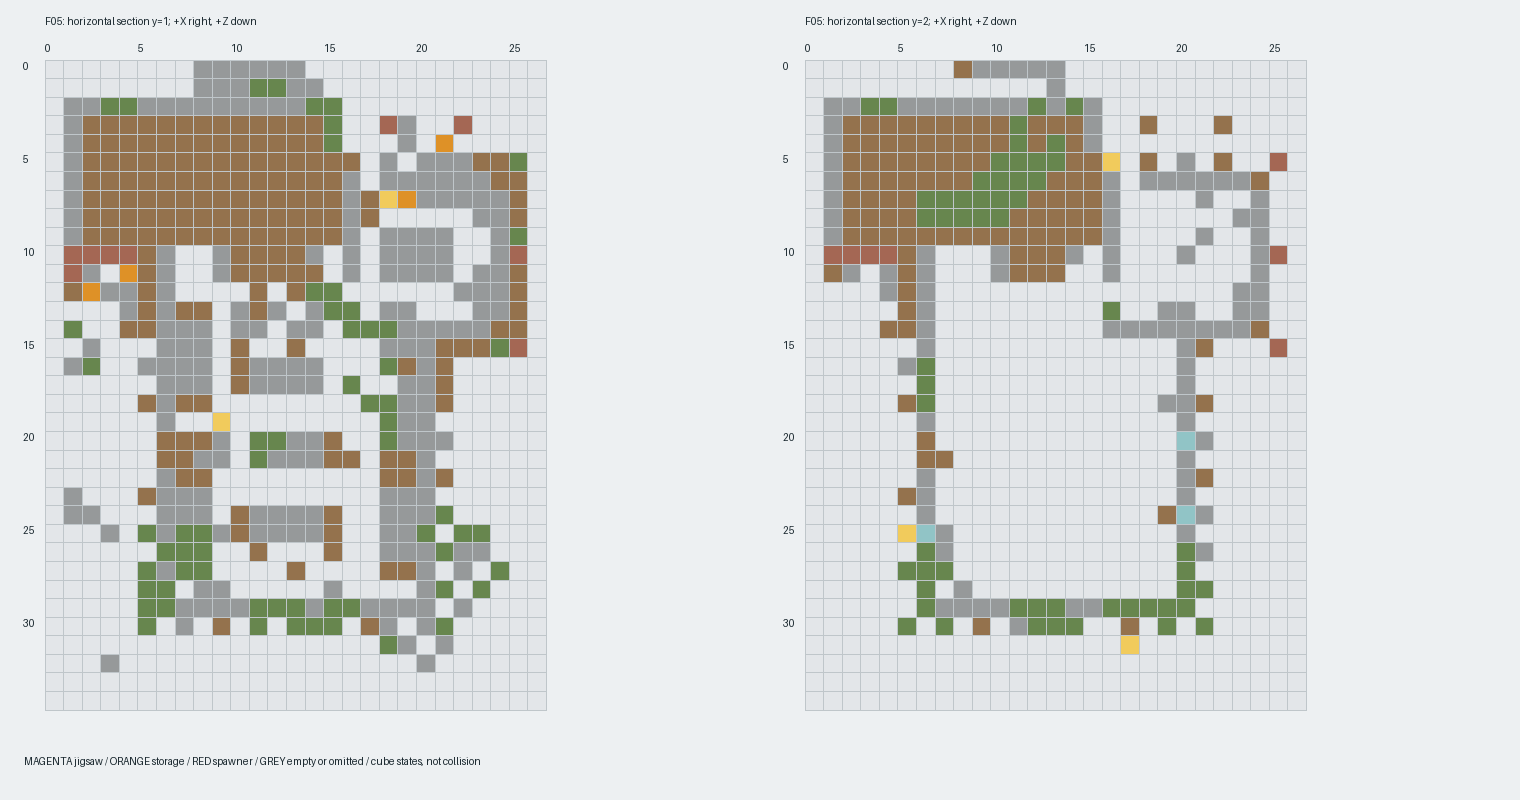 F05: horizontal section y=1; +X right, +Z down
F05: horizontal section y=2; +X right, +Z down
0 5 10 15 20 25
0 5 10 15 20 25
0 0
5 5
10 10
15 15
20 20
25 25
30 30
MAGENTA jigsaw / ORANGE storage / RED spawner / GREY empty or omitted / cube states, not collision